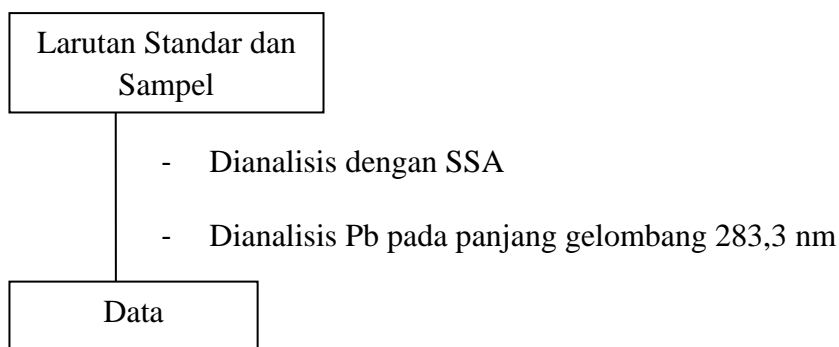 Larutan Standar dan
Sampel
- Dianalisis dengan SSA
- Dianalisis Pb pada panjang gelombang 283,3 nm
Data